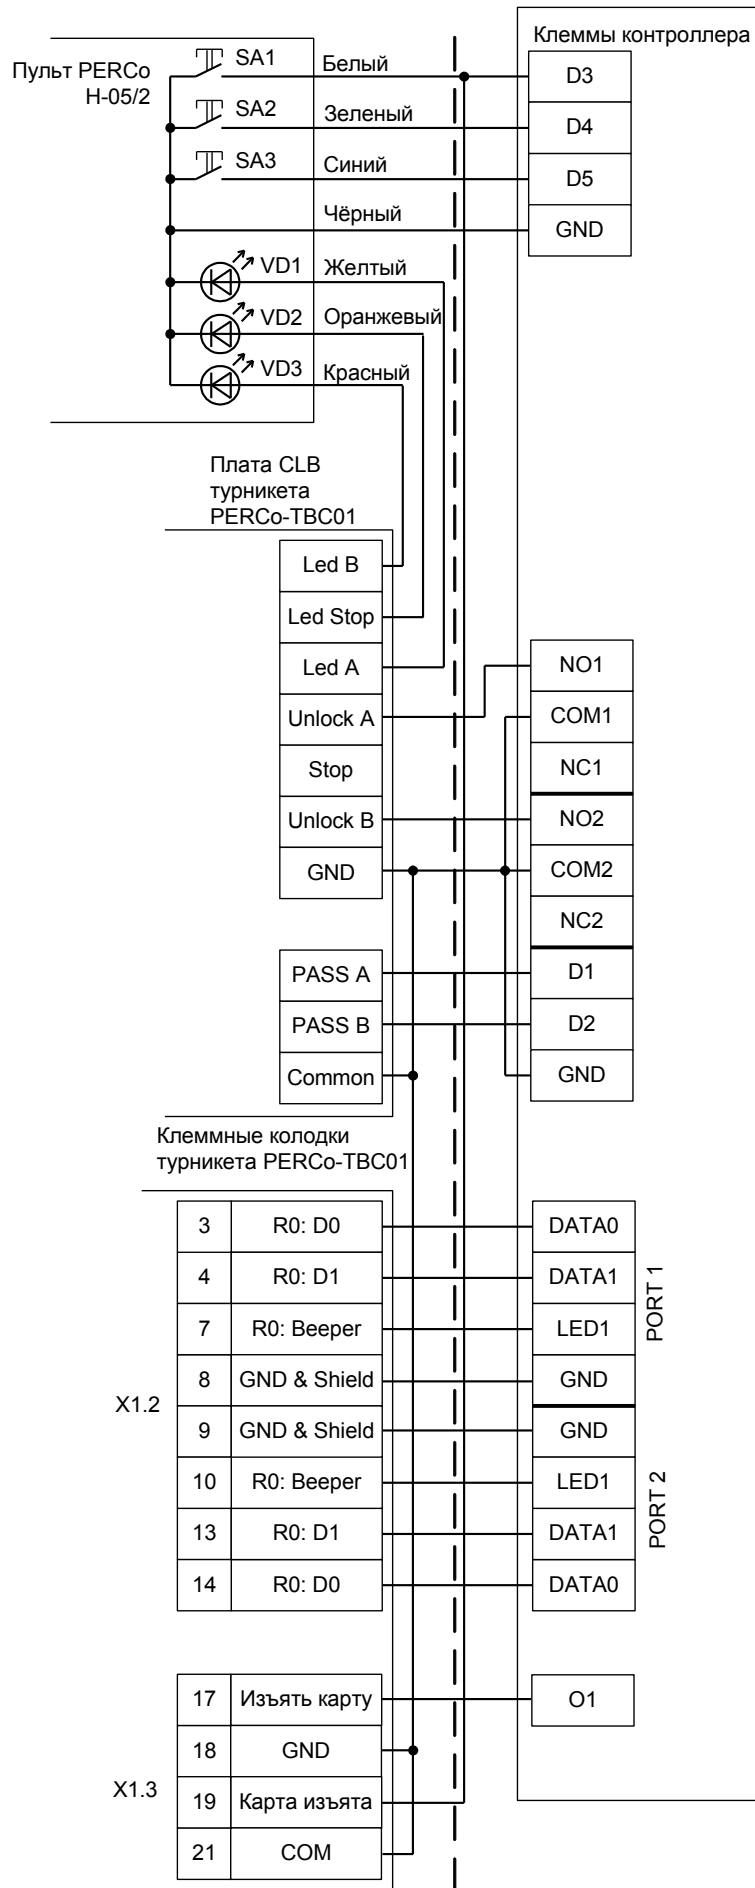 Клеммы контроллера
Пульт PERCo
Н-05/2
SA1
Белый
D3
SA2
Зеленый
D4
SA3
Синий
D5
Чёрный
GND
VD1
Желтый
VD2
Оранжевый
VD3
Красный
Плата CLB
турникета
PERCo-TBC01
Led B
Led Stop
Led A
NO1
Unlock A
COM1
Stop
NC1
Unlock B
NO2
GND
COM2
NC2
PASS A
D1
PASS B
D2
Common
GND
Клеммные колодки
турникета PERCo-TBC01
3
R0: D0
DATA0
4
R0: D1
DATA1
PORT 1
7
R0: Beeper
LED1
8
GND & Shield
GND
X1.2
9
GND & Shield
GND
10
R0: Beeper
LED1
PORT 2
13
R0: D1
DATA1
14
R0: D0
DATA0
17
Изъять карту
O1
18
GND
X1.3
19
Карта изъята
21
COM